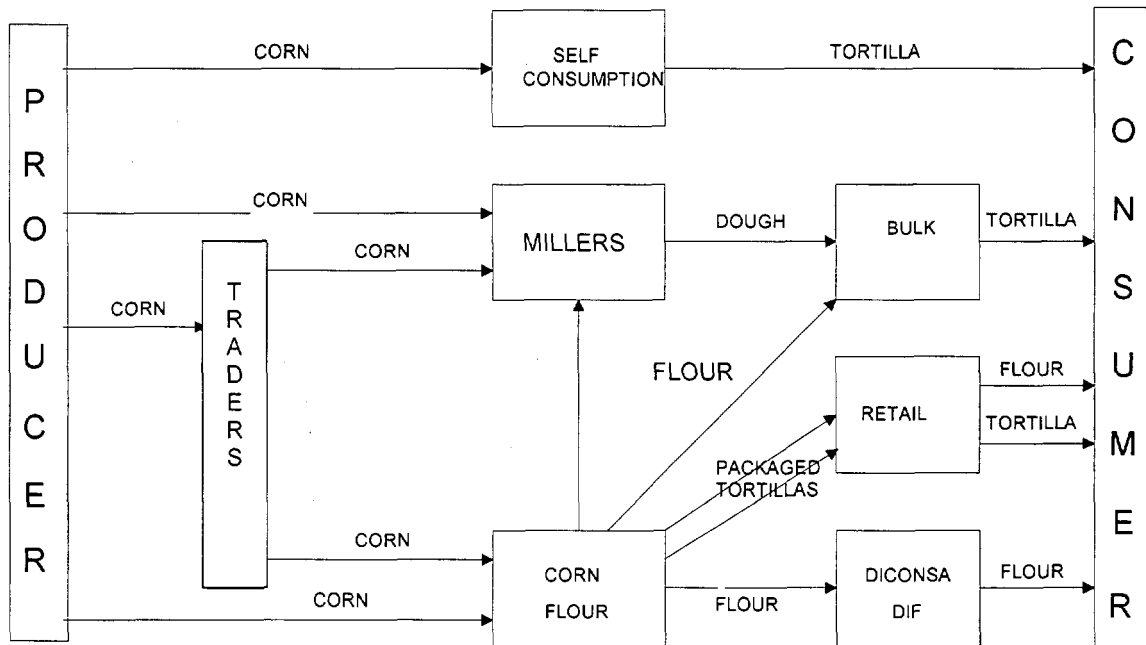 PRODUCER
CORN
SELF
CONSUMPTION
TORTILLA
CORN
MILLERS
DOUGH
BULK
TORTILLA
CORN
CORN
TRADERS
FLOUR
RETAIL
FLOUR
TORTILLA
PACKAGED
TORTILLAS
CORN
CORN
CORN
FLOUR
FLOUR
DICONSA
DIF
FLOUR
CONSUMER